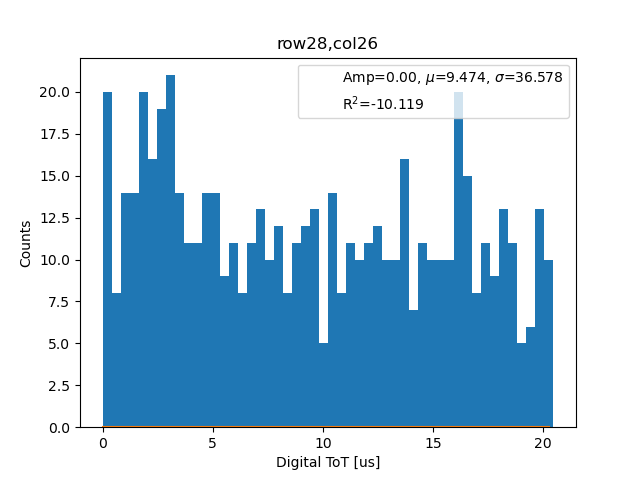 row28,col26
Amp=0.00, μ=9.474, σ=36.578
R²=-10.119
20.0
17.5
15.0
12.5
10.0
7.5
5.0
2.5
0.0
Counts
0 5 10 15 20
Digital ToT [us]